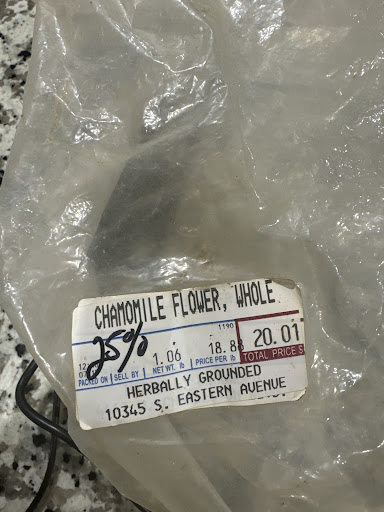 CHAMOMILE FLOWER, WHOLE
25%
1190
1.06 18.88 20.01
PACKED ON SELL BY NET WT. lb PRICE PER lb TOTAL PRICE
HERBALLY GROUNDED
10345 S. EASTERN AVENUE